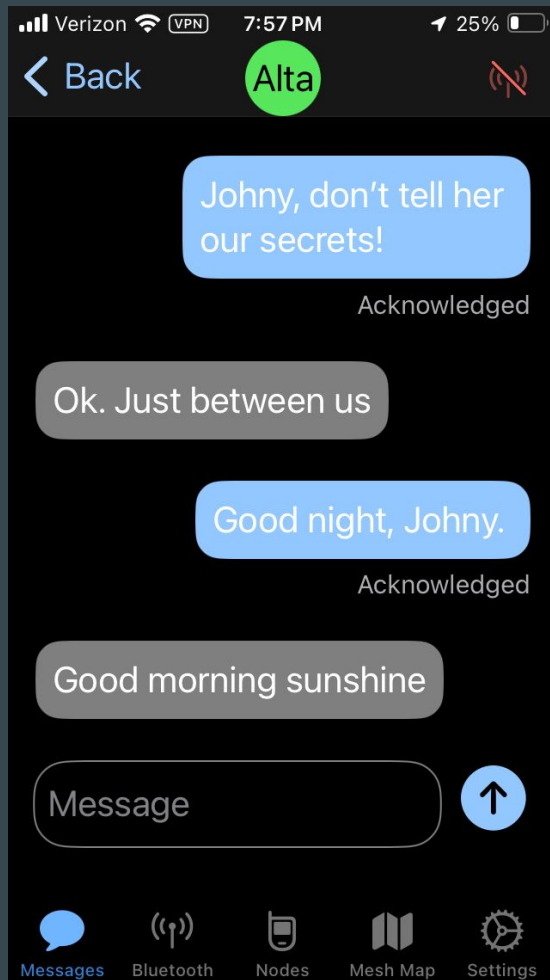 Verizon VPN 7:57 PM 25%
Back Alta
Johny, don’t tell her
our secrets!
Acknowledged
Ok. Just between us
Good night, Johny.
Acknowledged
Good morning sunshine
Message
Messages Bluetooth Nodes Mesh Map Settings